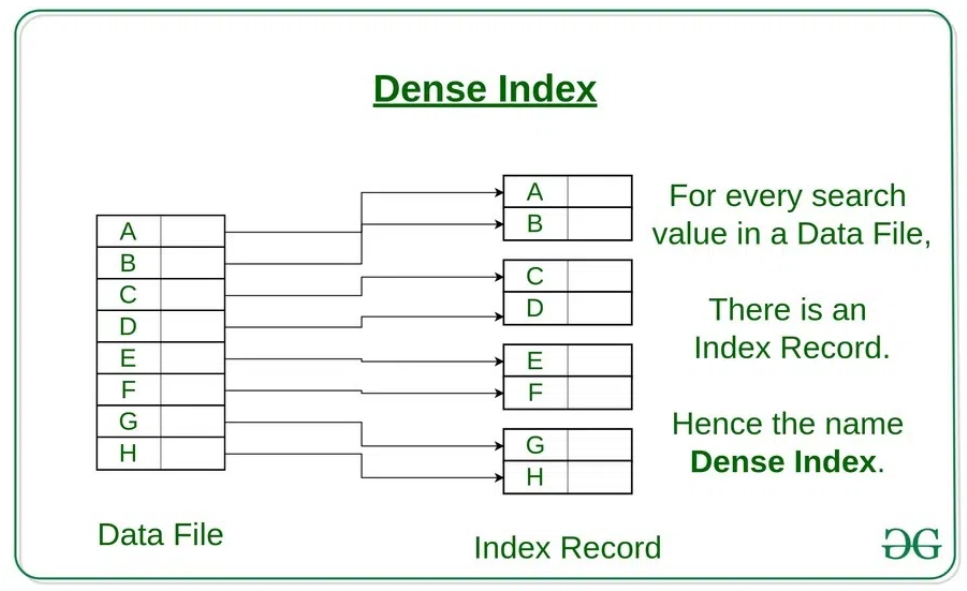 Dense Index
A
B
C
D
E
F
G
H
Data File
A
B
C
D
E
F
G
H
Index Record
For every search
value in a Data File,
There is an
Index Record.
Hence the name
Dense Index.